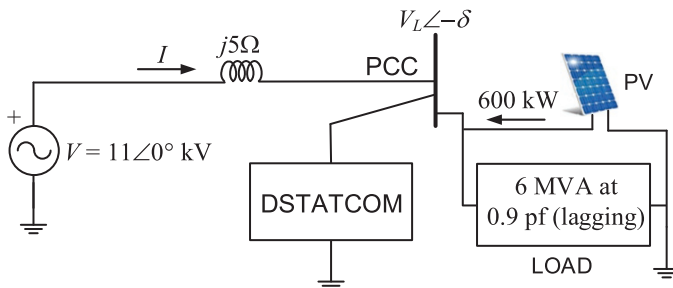 V_L∠−δ
I
j5Ω
PCC
PV
600 kW
+
V = 11∠0° kV
DSTATCOM
6 MVA at
0.9 pf (lagging)
LOAD